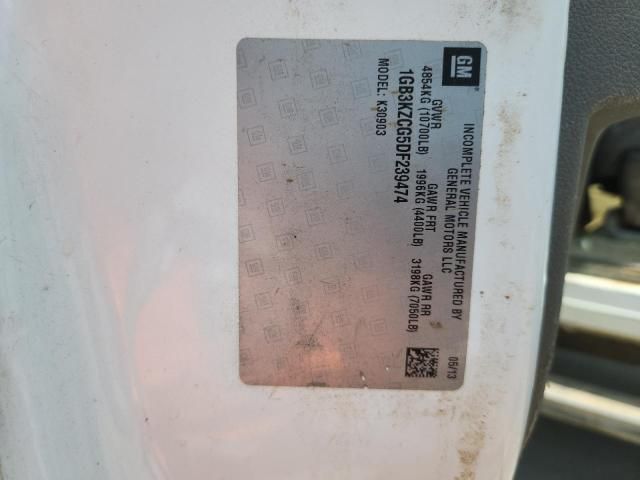 GM
INCOMPLETE VEHICLE MANUFACTURED BY
GENERAL MOTORS LLC
05/13
GVWR GAWR FRT GAWR RR
4854KG (10700LB) 1996KG (4400LB) 3198KG (7050LB)
1GB3KZCG5DF239474
MODEL: K30903